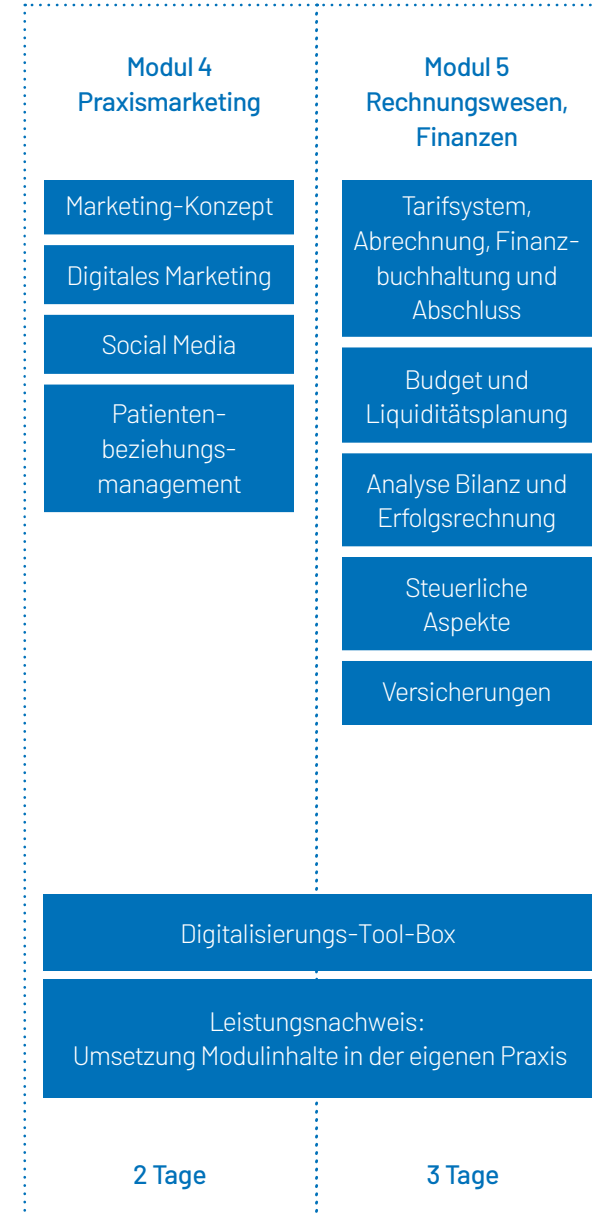 Modul 4
Praxismarketing
Marketing-Konzept
Digitales Marketing
Social Media
Patienten-
beziehungs-
management
Modul 5
Rechnungswesen,
Finanzen
Tarifsystem,
Abrechnung, Finanz-
buchhaltung und
Abschluss
Budget und
Liquiditätsplanung
Analyse Bilanz und
Erfolgsrechnung
Steuerliche
Aspekte
Versicherungen
Digitalisierungs-Tool-Box
Leistungsnachweis:
Umsetzung Modulinhalte in der eigenen Praxis
2 Tage
3 Tage